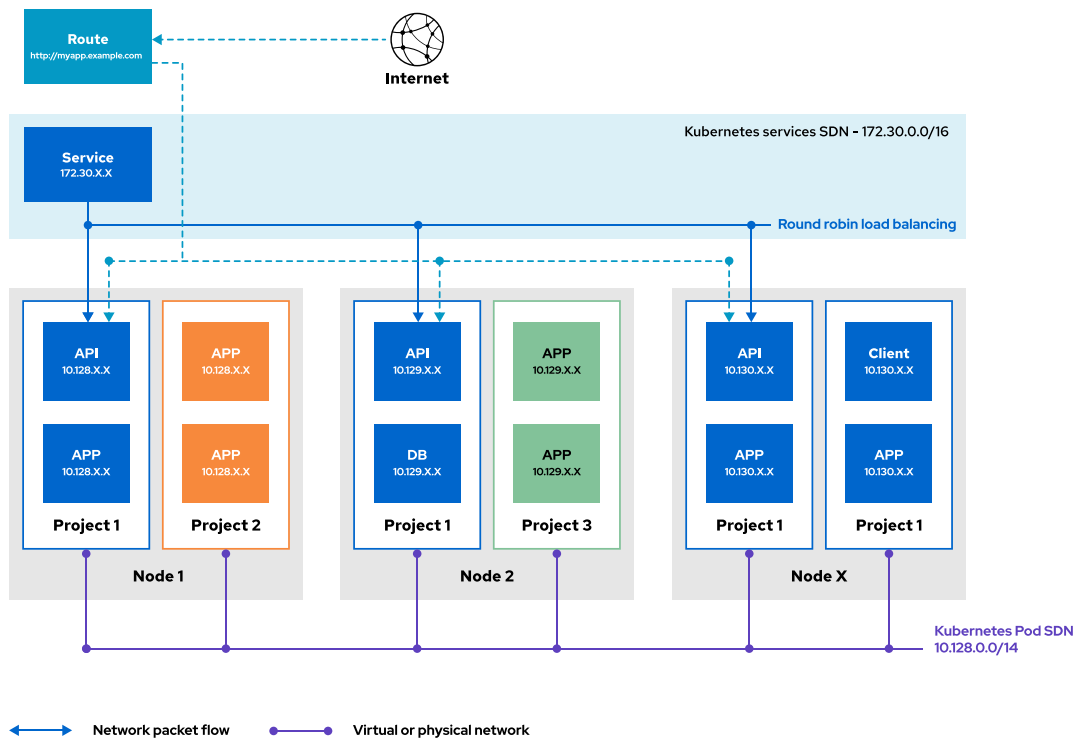 Route
http://myapp.example.com
Internet
Kubernetes services SDN - 172.30.0.0/16
Service
172.30.X.X
Round robin load balancing
API
10.128.X.X
APP
10.128.X.X
Project 1
APP
10.128.X.X
APP
10.128.X.X
Project 2
Node 1
API
10.129.X.X
DB
10.129.X.X
Project 1
APP
10.129.X.X
APP
10.129.X.X
Project 3
Node 2
API
10.130.X.X
APP
10.130.X.X
Project 1
Client
10.130.X.X
APP
10.130.X.X
Project 1
Node X
Kubernetes Pod SDN
10.128.0.0/14
Network packet flow
Virtual or physical network